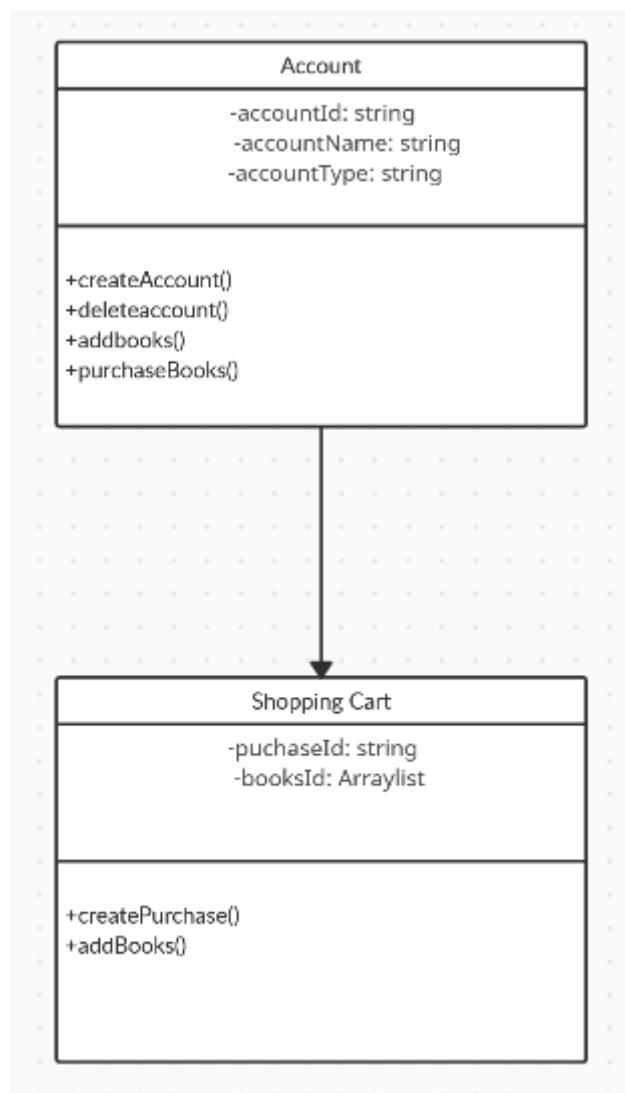 Account
-accountId: string
-accountName: string
-accountType: string
+createAccount()
+deleteaccount()
+addbooks()
+purchaseBooks()
Shopping Cart
-puchaseId: string
-booksId: Arraylist
+createPurchase()
+addBooks()